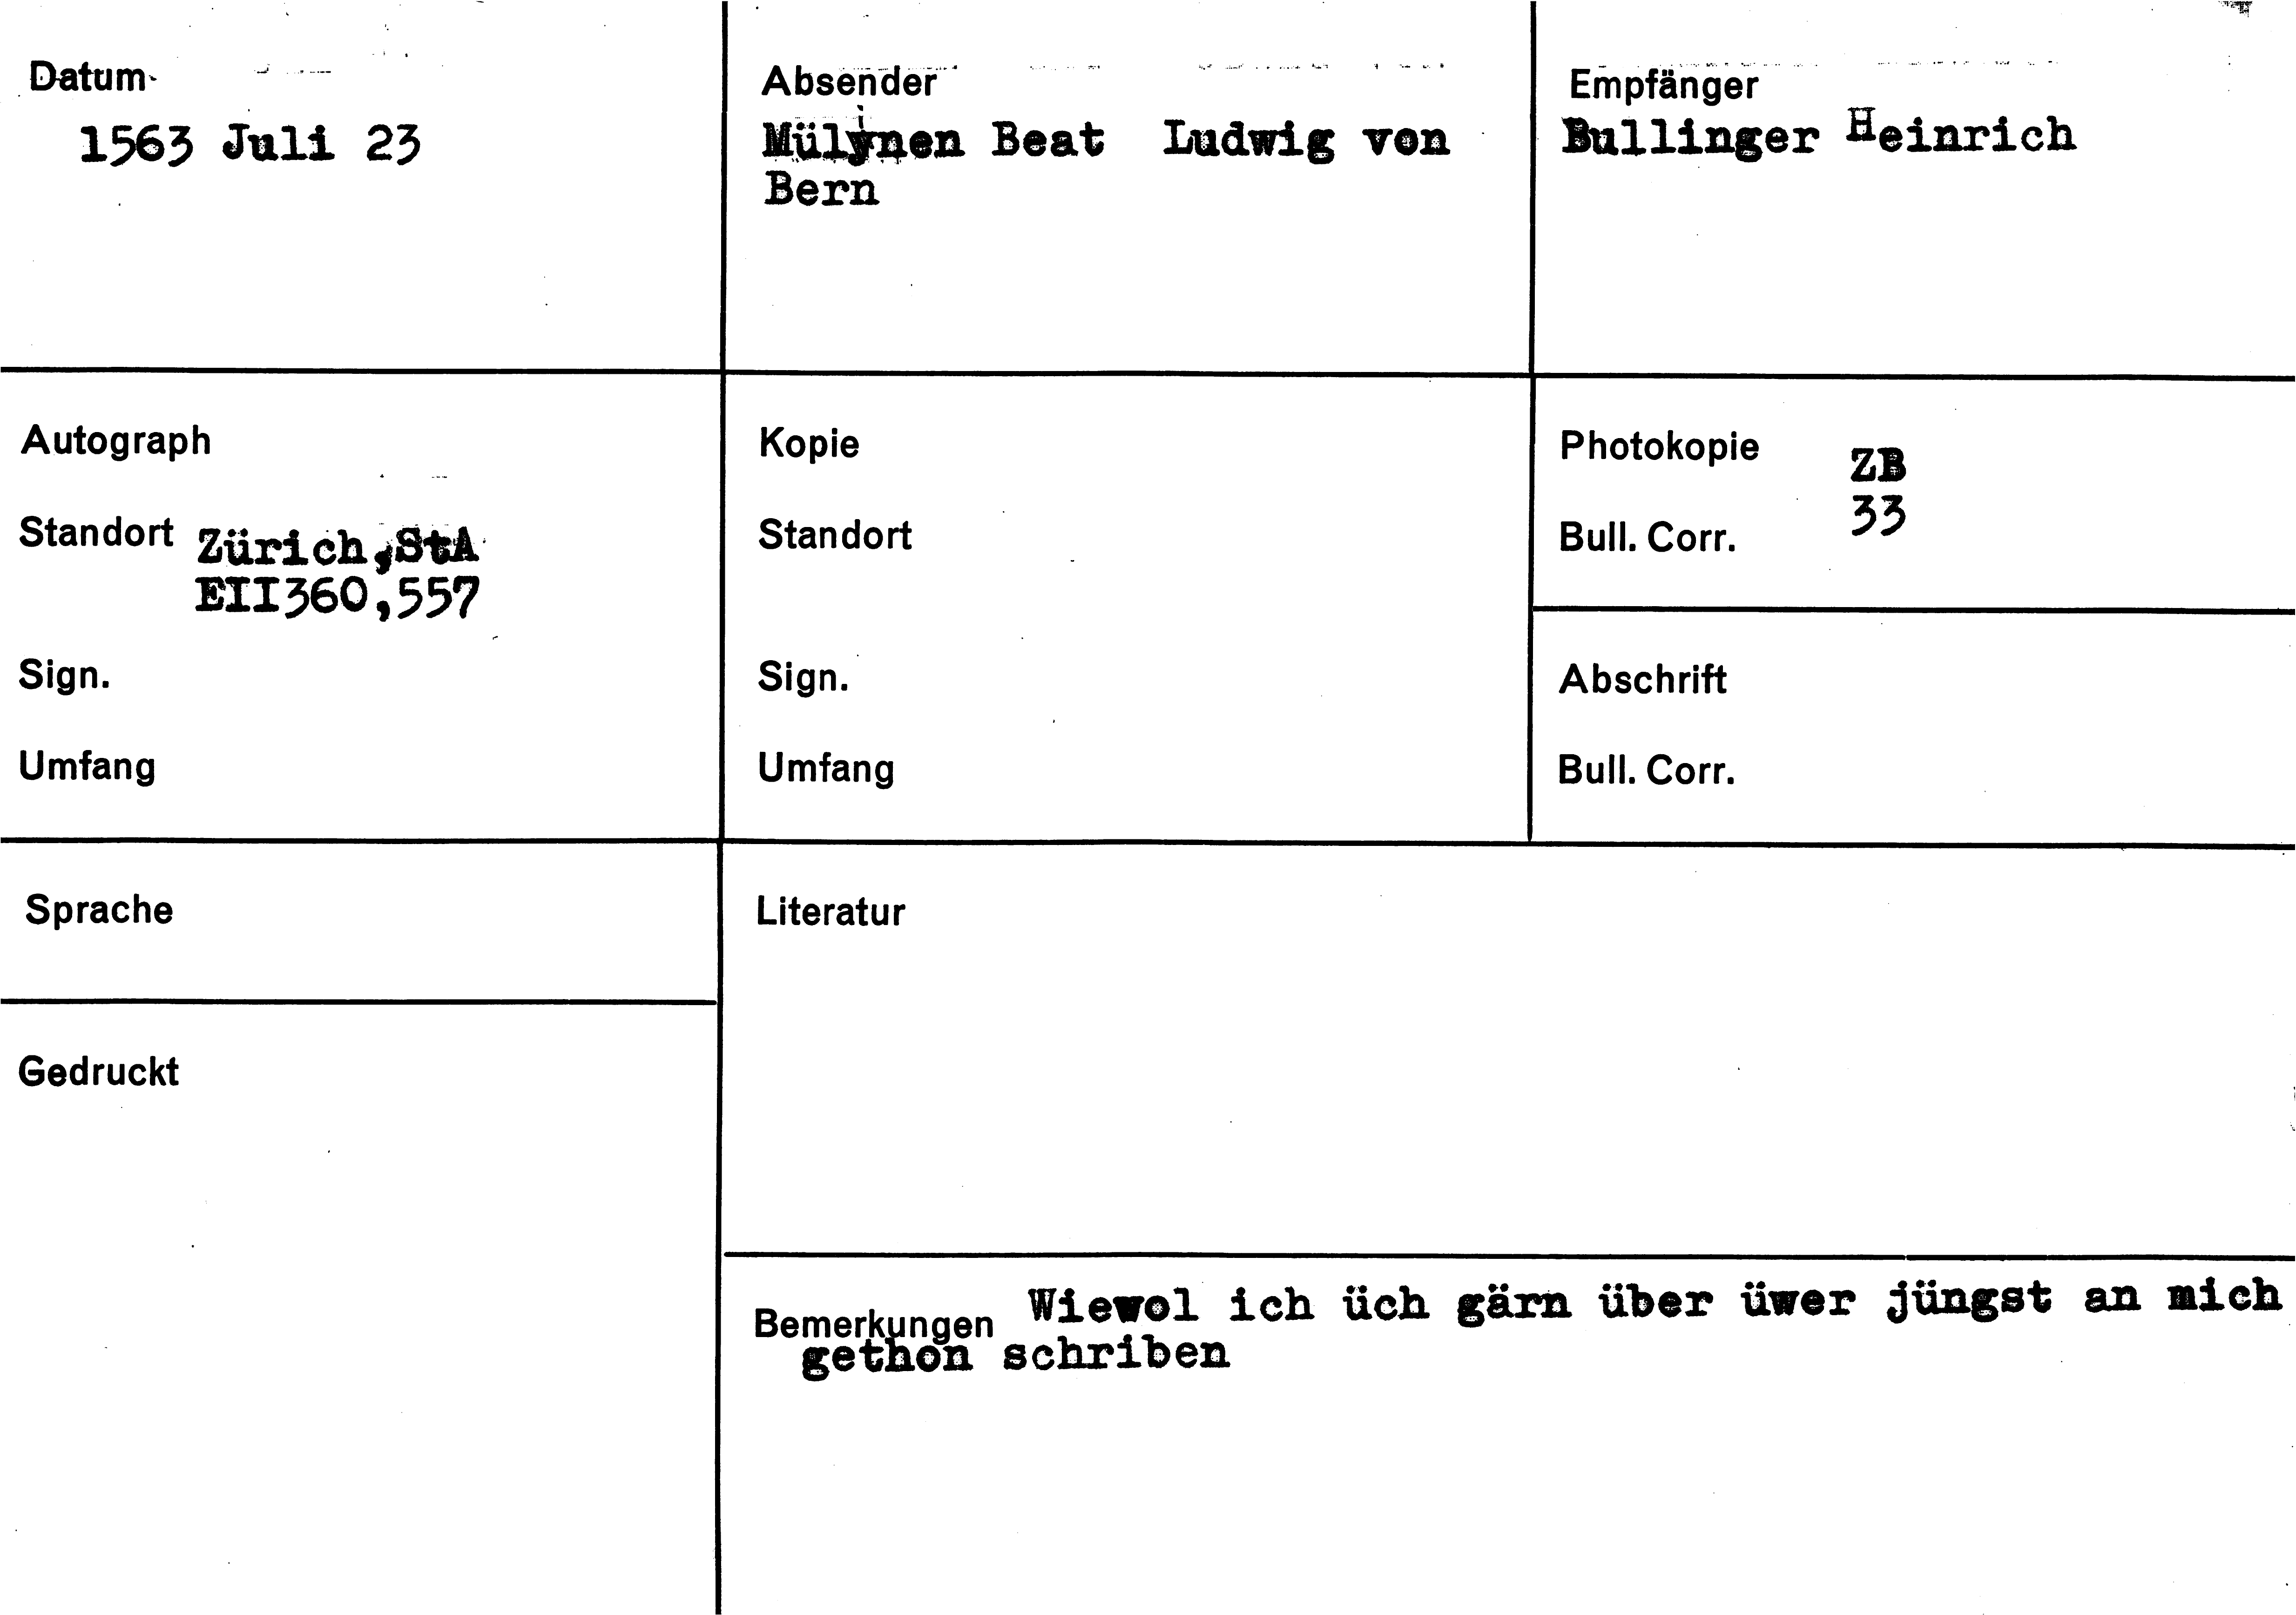 Datum
1563 Juli 23
Absender
Mülynen Beat Ludwig von
Bern
Empfänger
Bullinger Heinrich
Autograph
Standort Zürich,StA
EII360,557
Sign.
Umfang
Kopie
Standort
Sign.
Umfang
Photokopie ZB
Bull. Corr. 33
Abschrift
Bull. Corr.
Sprache
Gedruckt
Literatur
Bemerkungen Wiewol ich üch gärn über üwer jüngst an mich
gethon schriben